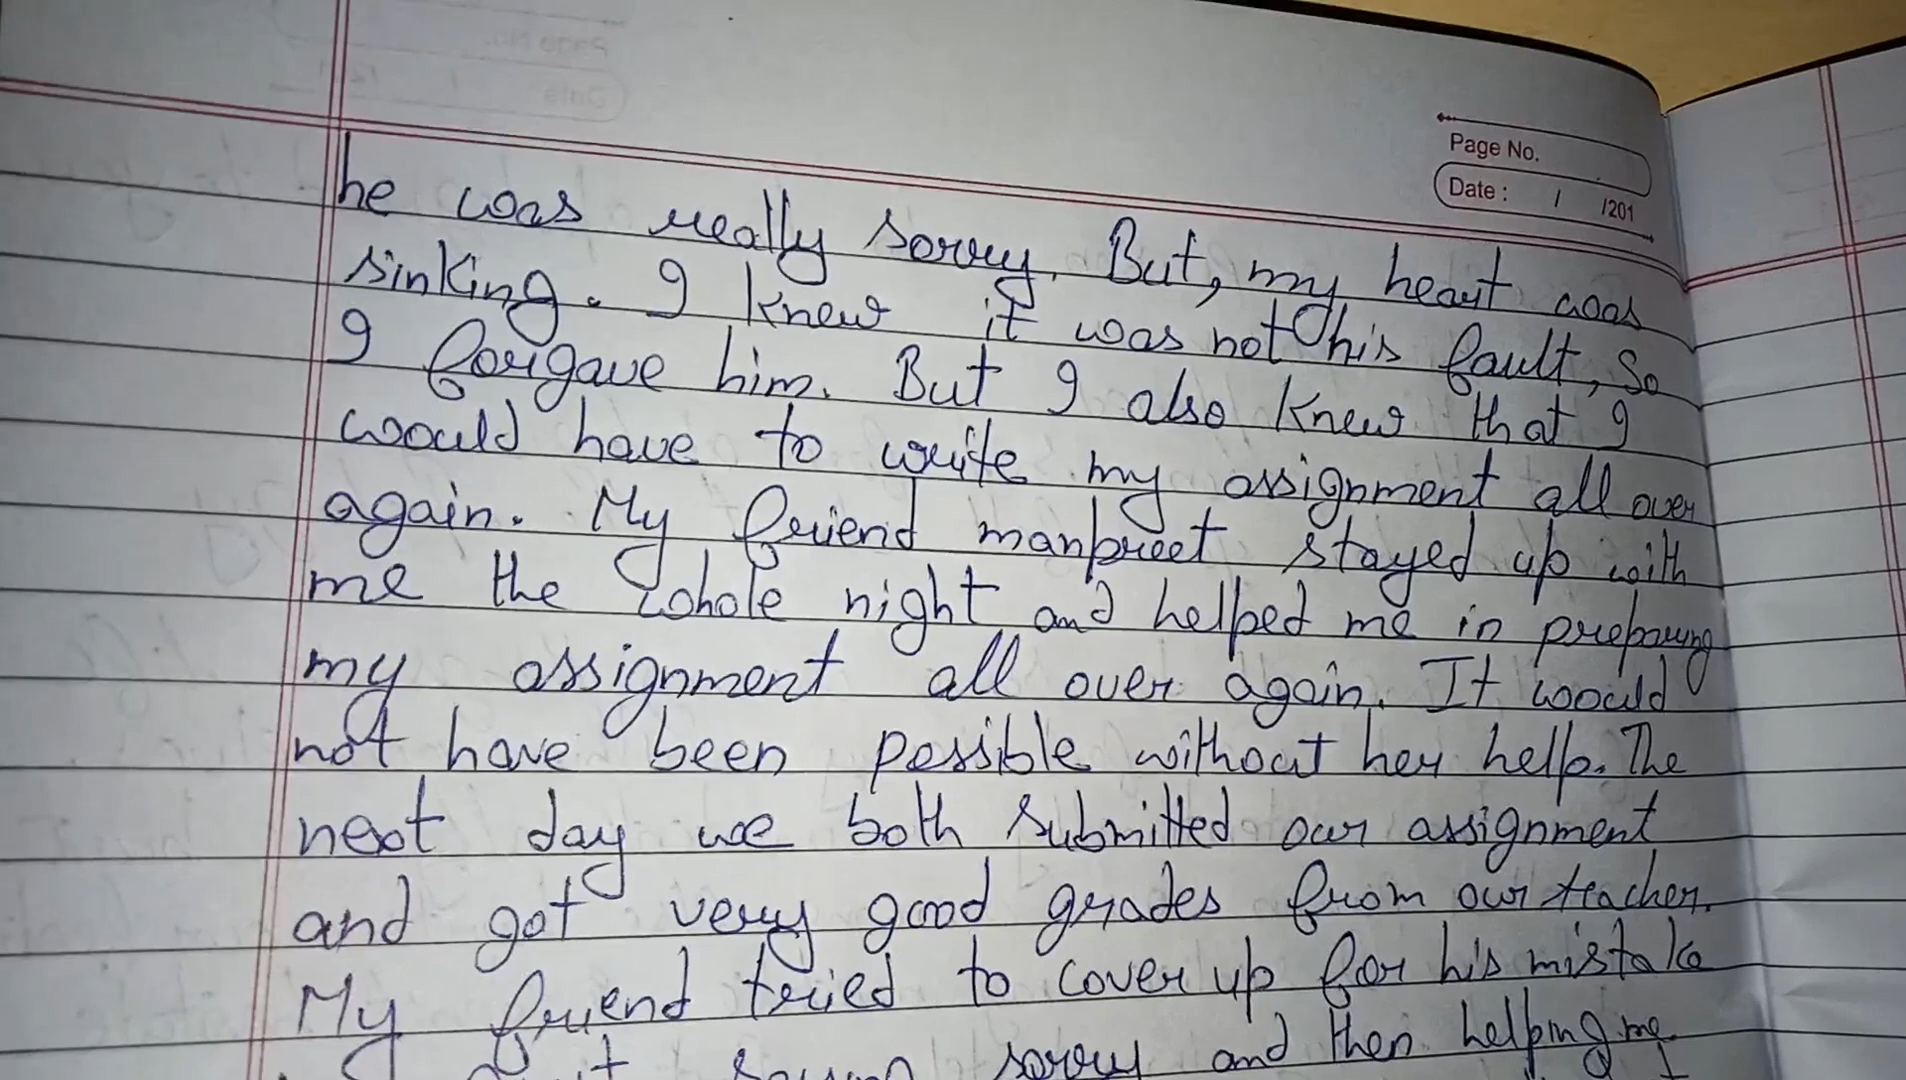 Page No.
Date : / /201
he was really sorry. But, my heart was
sinking. I knew it was not his fault, So
I forgave him. But I also knew that I
would have to write my assignment all over
again. My friend manpreet stayed up with
me the whole night and helped me in preparing
my assignment all over again. It would
not have been possible without her help. The
next day we both submitted our assignment
and got very good grades from our teacher.
My friend tried to cover up for his mistake
sorry and then helping me